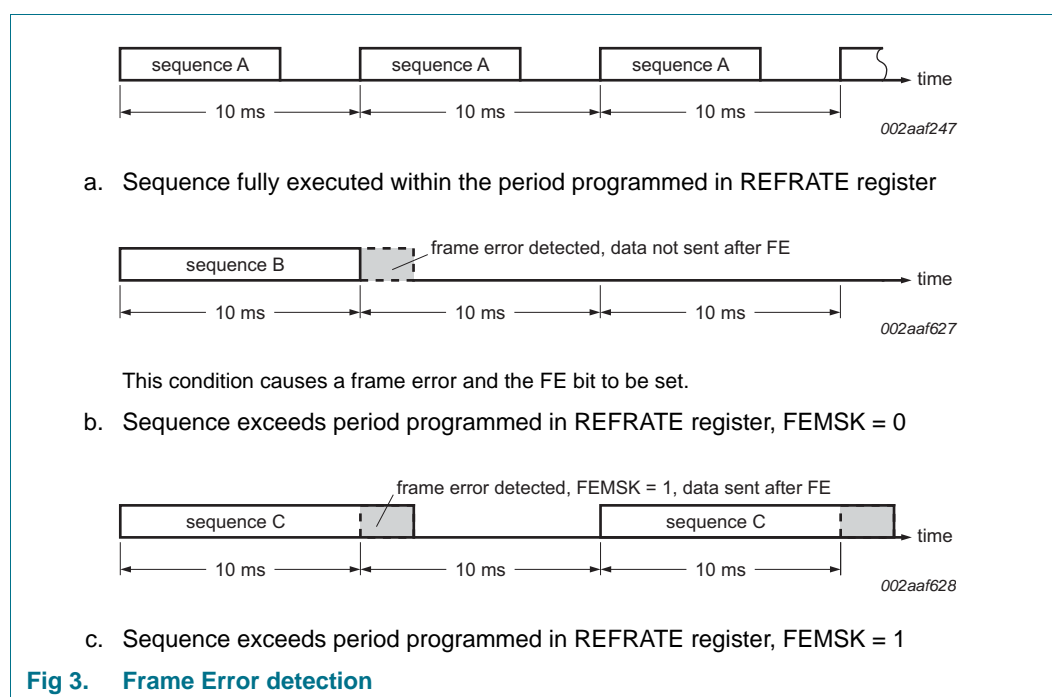 sequence A sequence A sequence A
time
10 ms 10 ms 10 ms
002aaf247
a. Sequence fully executed within the period programmed in REFRATE register
frame error detected, data not sent after FE
sequence B
time
10 ms 10 ms 10 ms
002aaf627
This condition causes a frame error and the FE bit to be set.
b. Sequence exceeds period programmed in REFRATE register, FEMSK = 0
frame error detected, FEMSK = 1, data sent after FE
sequence C sequence C
time
10 ms 10 ms 10 ms
002aaf628
c. Sequence exceeds period programmed in REFRATE register, FEMSK = 1
Fig 3. Frame Error detection